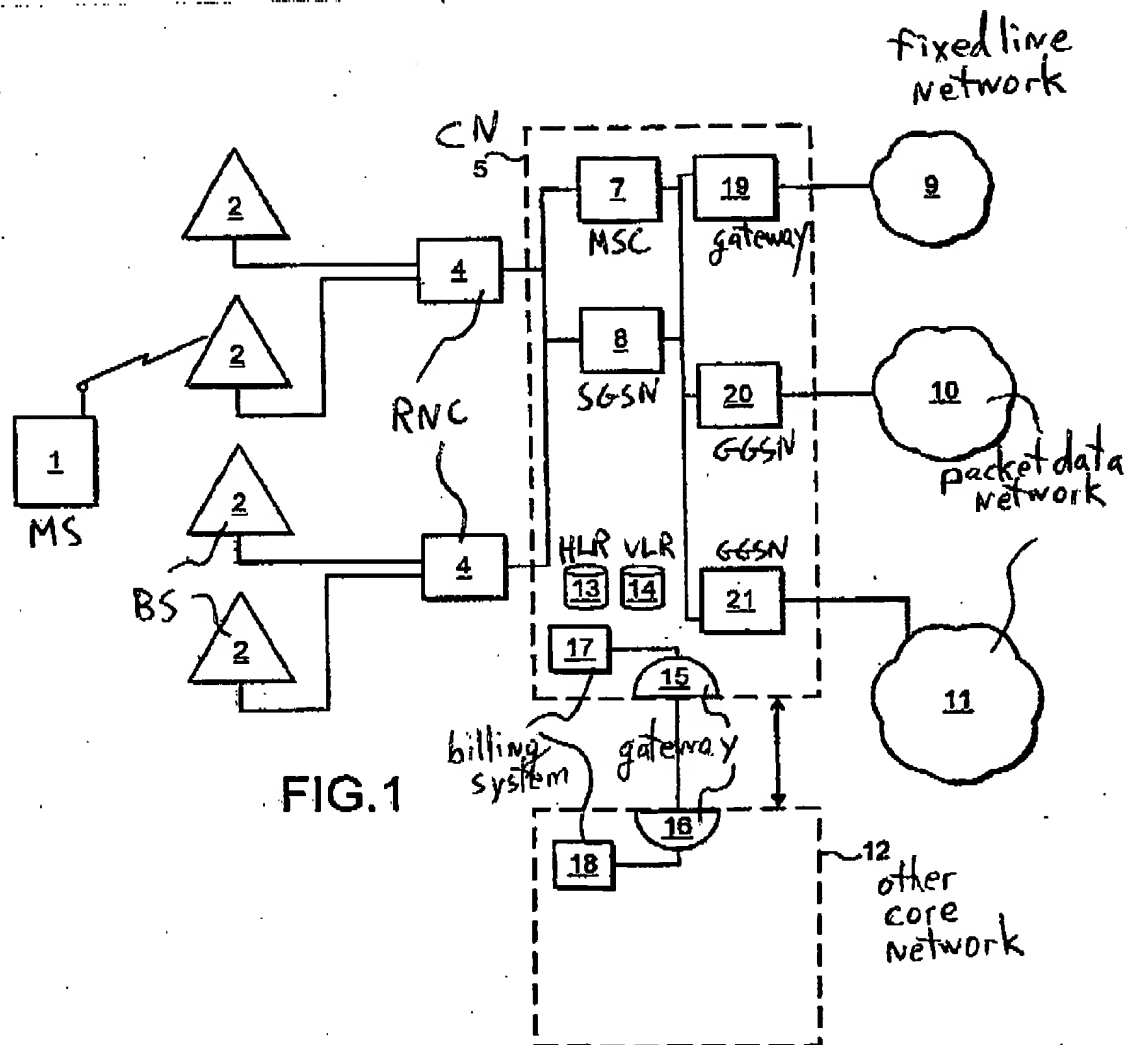 fixed line
Network
CN
5
2
7
19
9
MSC
gateway
4
2
8
SGSN
RNC
20
10
GGSN
packet data
Network
1
MS
2
4
HLR
VLR
GGSN
13
14
21
BS
2
17
15
11
billing
system
gateway
FIG.1
16
18
12
other
core
Network